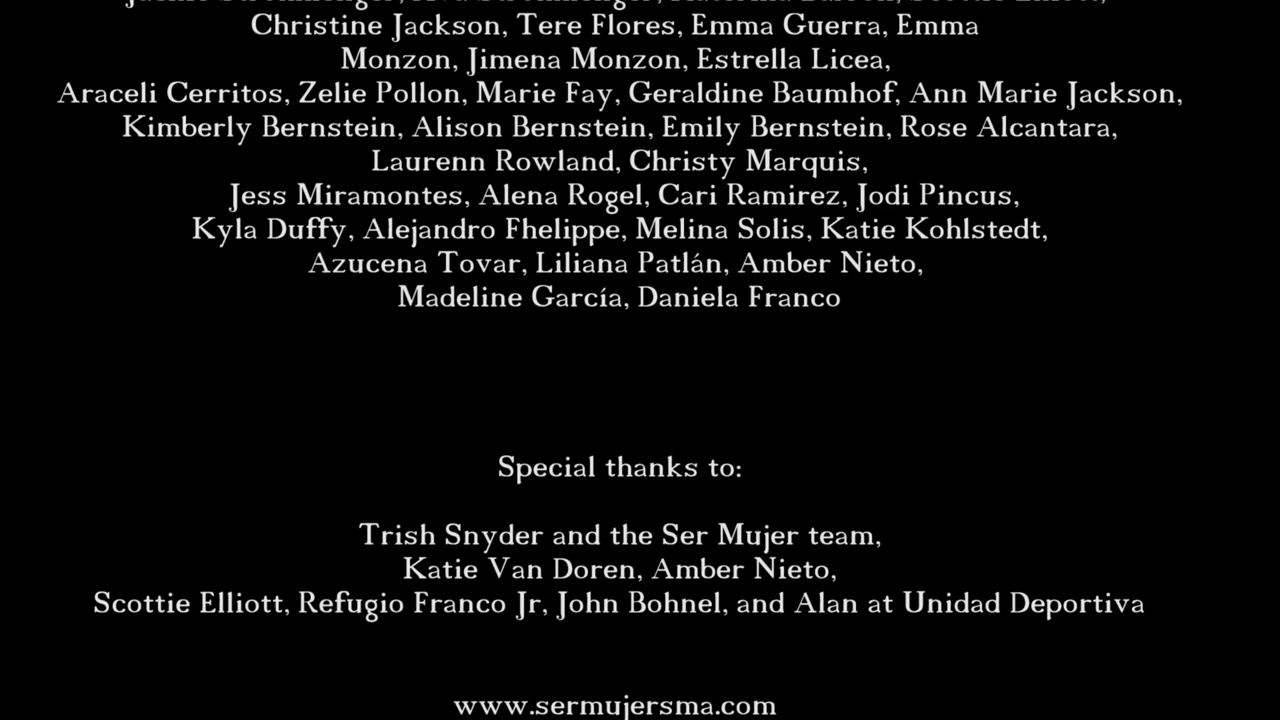 Christine Jackson, Tere Flores, Emma Guerra, Emma
Monzon, Jimena Monzon, Estrella Licea,
Araceli Cerritos, Zelie Pollon, Marie Fay, Geraldine Baumhof, Ann Marie Jackson,
Kimberly Bernstein, Alison Bernstein, Emily Bernstein, Rose Alcantara,
Laurenn Rowland, Christy Marquis,
Jess Miramontes, Alena Rogel, Cari Ramirez, Jodi Pincus,
Kyla Duffy, Alejandro Fhelippe, Melina Solis, Katie Kohlstedt,
Azucena Tovar, Liliana Patlán, Amber Nieto,
Madeline García, Daniela Franco
Special thanks to:
Trish Snyder and the Ser Mujer team,
Katie Van Doren, Amber Nieto,
Scottie Elliott, Refugio Franco Jr, John Bohnel, and Alan at Unidad Deportiva
www.sermujersma.com